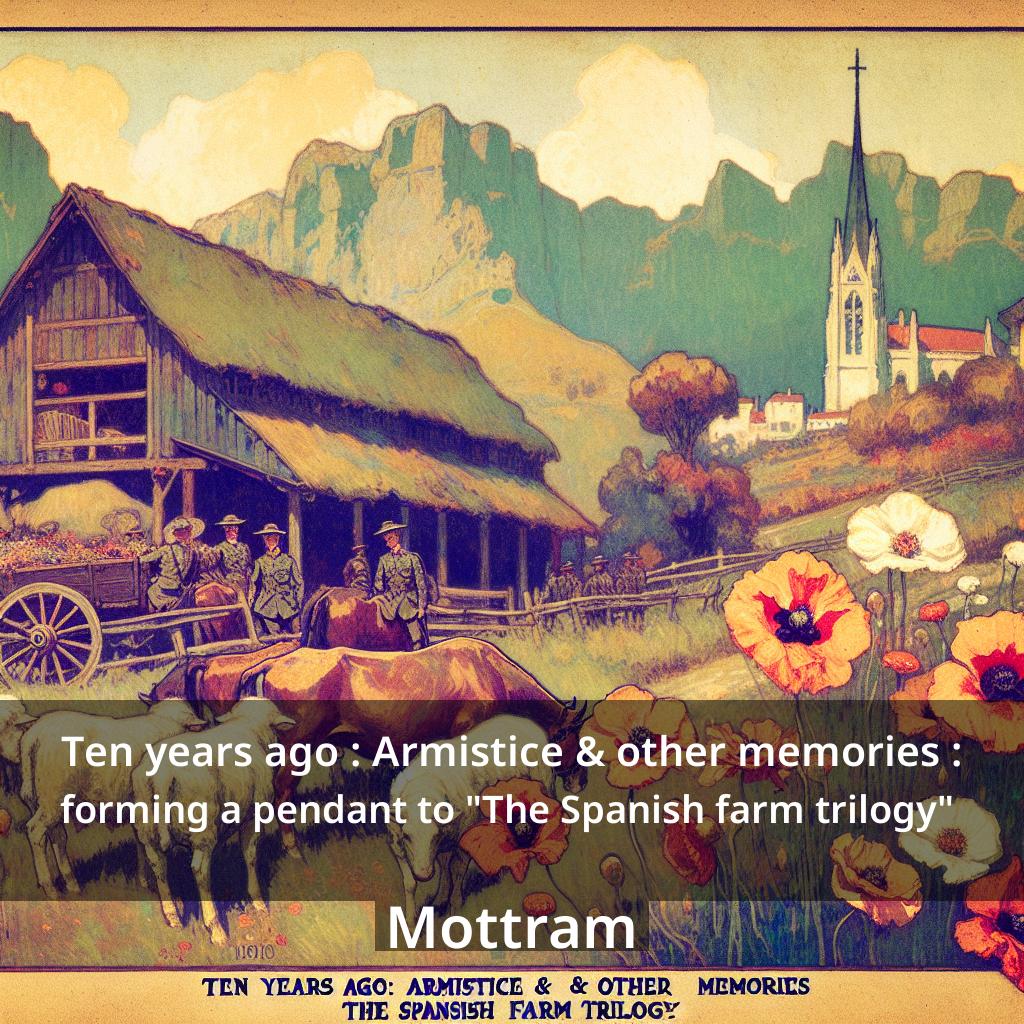 Ten years ago : Armistice & other memories :
forming a pendant to "The Spanish farm trilogy"
Mottram
TEN YEARS AGO: ARMISTICE & & OTHER MEMORIES
THE SPANSISH FARM TRILOGY